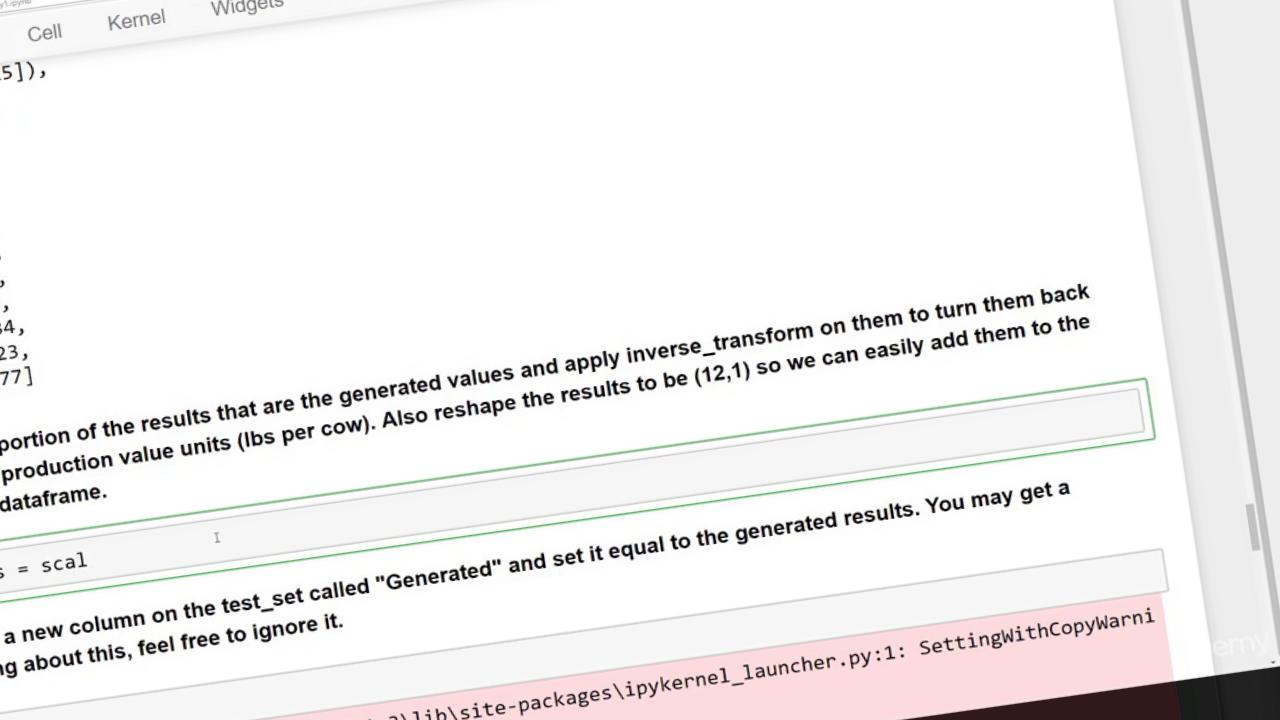 Cell Kernel Widgets
5]),
34,
23,
77]
portion of the results that are the generated values and apply inverse_transform on them to turn them back
production value units (lbs per cow). Also reshape the results to be (12,1) so we can easily add them to the
dataframe.
s = scal
a new column on the test_set called "Generated" and set it equal to the generated results. You may get a
ng about this, feel free to ignore it.
\lib\site-packages\ipykernel_launcher.py:1: SettingWithCopyWarni
emy